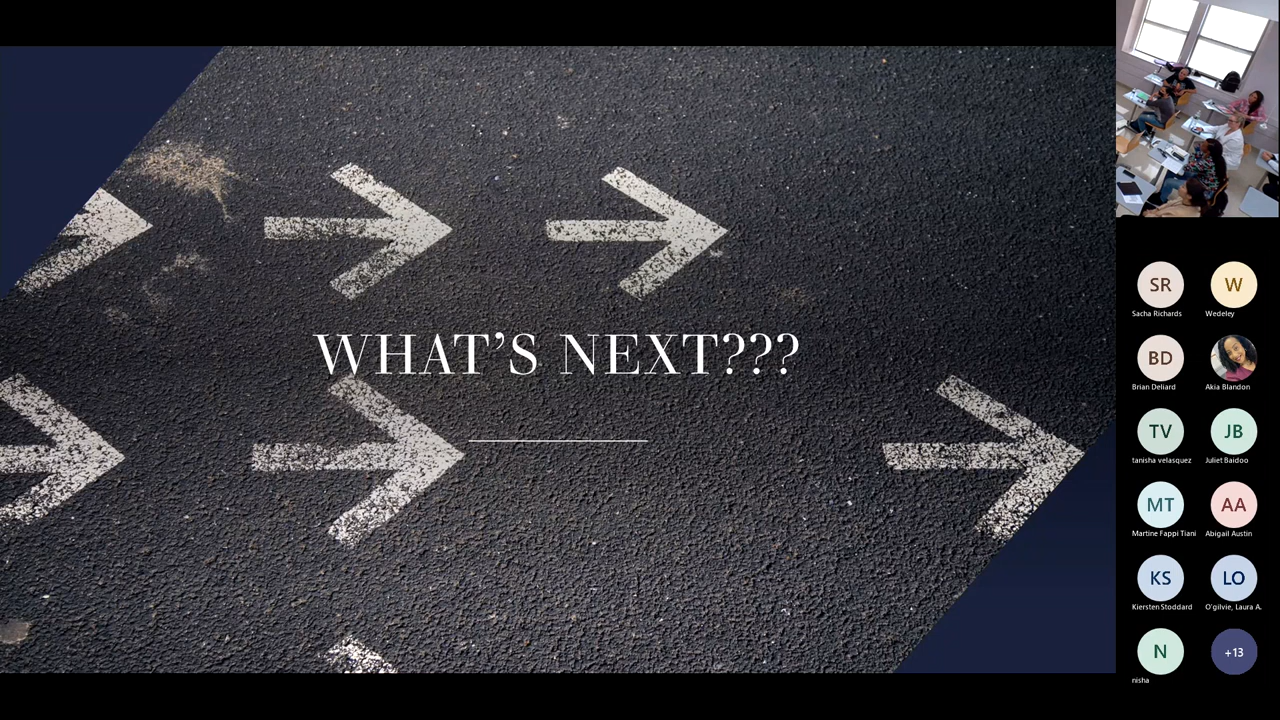 WHAT'S NEXT???
SR
W
Sacha Richards
Wedeley
BD
Brian Deliard
Akia Blandon
TV
JB
tanisha velasquez
Juliet Baidoo
MT
AA
Martine Fappi Tiani
Abigail Austin
KS
LO
Kiersten Stoddard
O'gilvie, Laura A.
N
+13
nisha